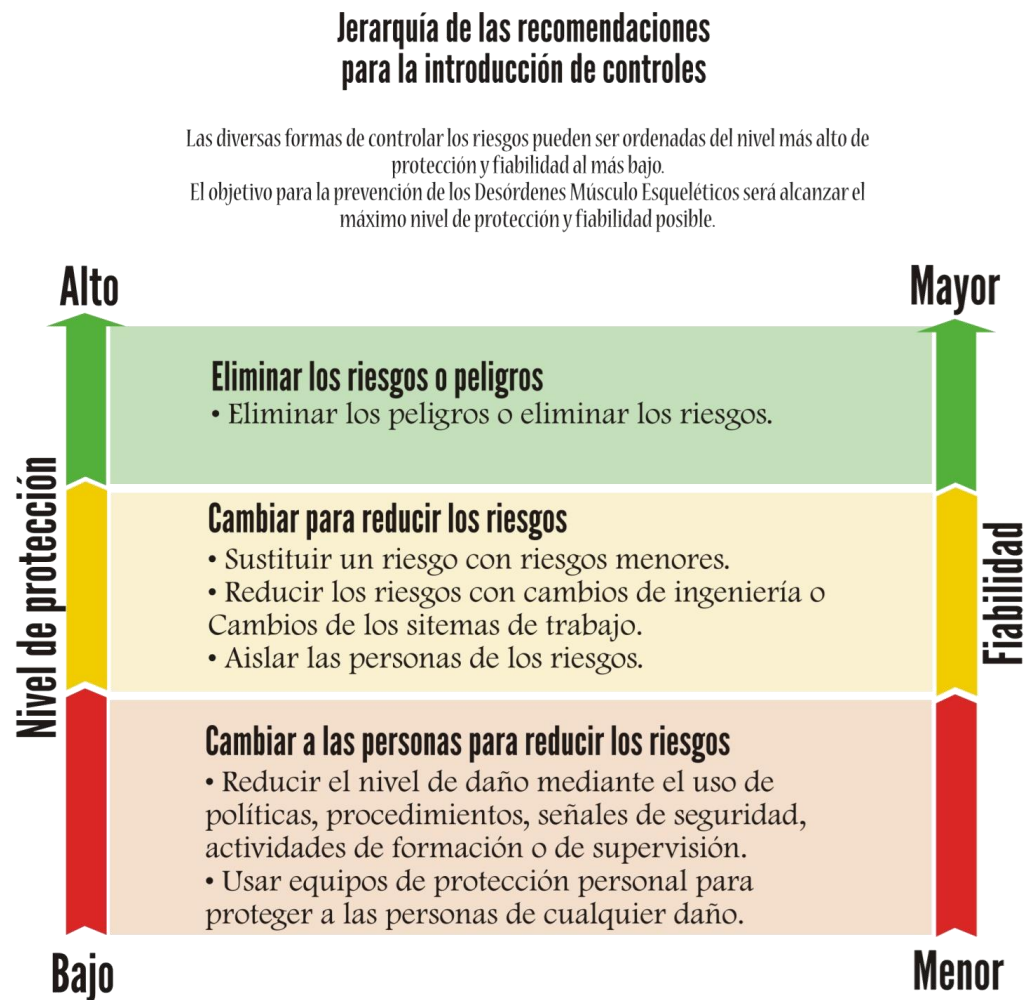 Jerarquía de las recomendaciones
para la introducción de controles
Las diversas formas de controlar los riesgos pueden ser ordenadas del nivel más alto de
protección y fiabilidad al más bajo.
El objetivo para la prevención de los Desórdenes Músculo Esqueléticos será alcanzar el
máximo nivel de protección y fiabilidad posible.
Alto
Mayor
Nivel de protección
Fiabilidad
Eliminar los riesgos o peligros
• Eliminar los peligros o eliminar los riesgos.
Cambiar para reducir los riesgos
• Sustituir un riesgo con riesgos menores.
• Reducir los riesgos con cambios de ingeniería o
Cambios de los sitemas de trabajo.
• Aislar las personas de los riesgos.
Cambiar a las personas para reducir los riesgos
• Reducir el nivel de daño mediante el uso de
políticas, procedimientos, señales de seguridad,
actividades de formación o de supervisión.
• Usar equipos de protección personal para
proteger a las personas de cualquier daño.
Bajo
Menor